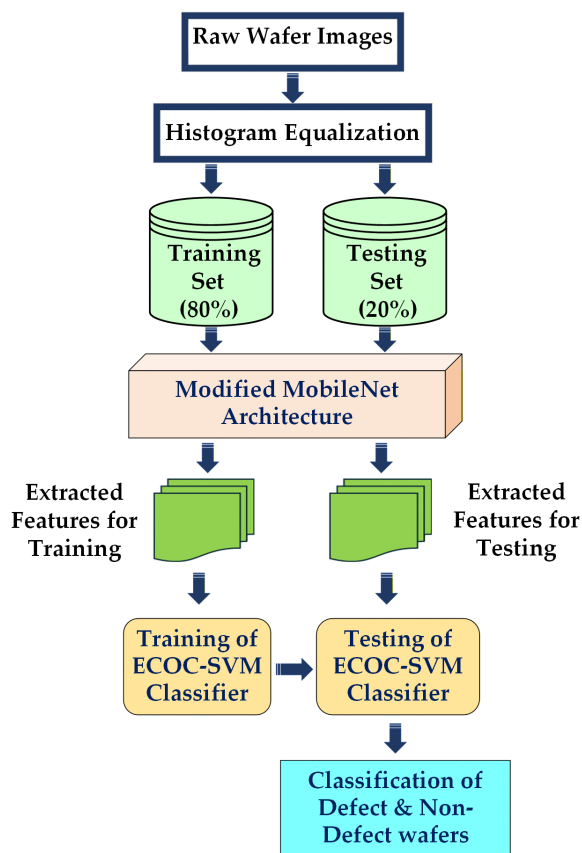 Raw Wafer Images
Histogram Equalization
Training
Set
(80%)
Testing
Set
(20%)
Modified MobileNet
Architecture
Extracted
Features for
Training
Extracted
Features for
Testing
Training of
ECOC-SVM
Classifier
Testing of
ECOC-SVM
Classifier
Classification of
Defect & Non-
Defect wafers